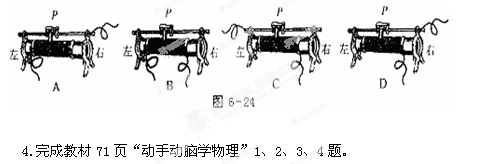 P P P P
左 右 左 右 左 右 左 右
A B C D
图 6-24
4.完成教材 71 页“动手动脑学物理”1、2、3、4 题。